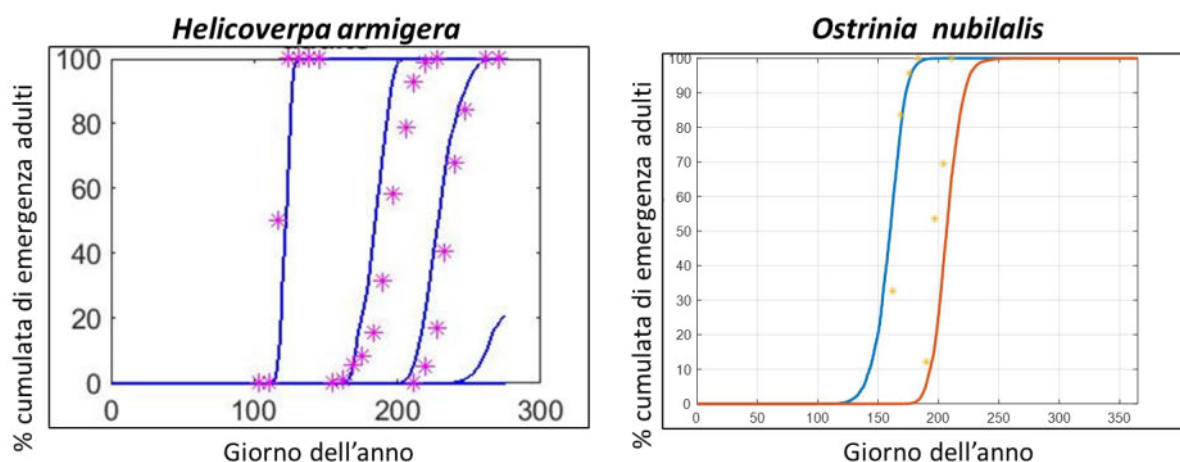 Helicoverpa armigera
% cumulata di emergenza adulti
100
80
60
40
20
0
0 100 200 300
Giorno dell'anno
Ostrinia nubilalis
% cumulata di emergenza adulti
100
90
80
70
60
50
40
30
20
10
0
0 50 100 150 200 250 300 350
Giorno dell'anno